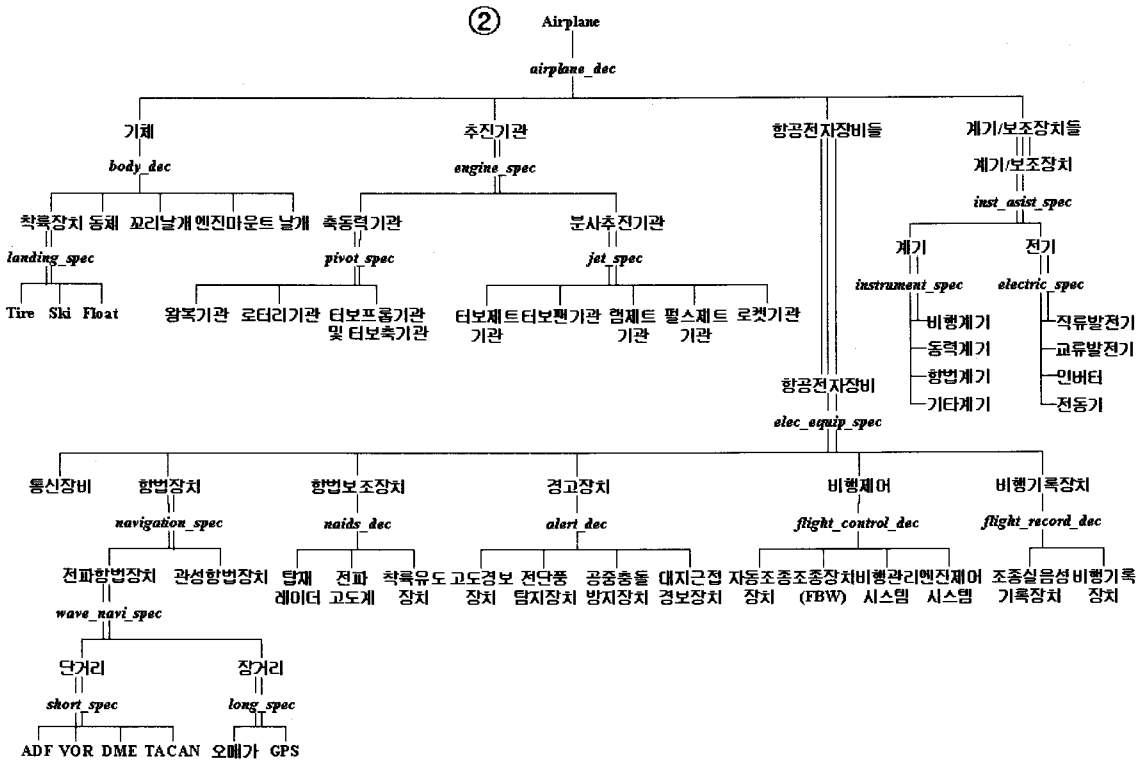 ② Airplane
airplane_dec
기체 추진기관 항공전자장비들 계기/보조장치들
body_dec engine_spec 계기/보조장치
inst_asist_spec
착륙장치 동체 꼬리날개 엔진마운트 날개 축동력기관 분사추진기관
계기 전기
landing_spec pivot_spec jet_spec
instrument_spec electric_spec
Tire Ski Float 왕복기관 로터리기관 터보프롭기관 터보제트 터보팬기관 램제트 펄스제트 로켓기관
및 터보축기관 기관 기관 기관
비행계기 직류발전기
동력계기 교류발전기
항법계기 인버터
기타계기 전동기
항공전자장비
elec_equip_spec
통신장비 항법장치 항법보조장치 경고장치 비행제어 비행기록장치
navigation_spec naids_dec alert_dec flight_control_dec flight_record_dec
전파항법장치 관성항법장치 탑재 전파 착륙유도 고도경보 전단풍 공중충돌 대지근접 자동조종 조종장치 비행관리 엔진제어 조종실음성 비행기록
레이더 고도계 장치 장치 탐지장치 방지장치 경보장치 장치 (FBW) 시스템 시스템 기록장치 장치
wave_navi_spec
단거리 장거리
short_spec long_spec
ADF VOR DME TACAN 오메가 GPS